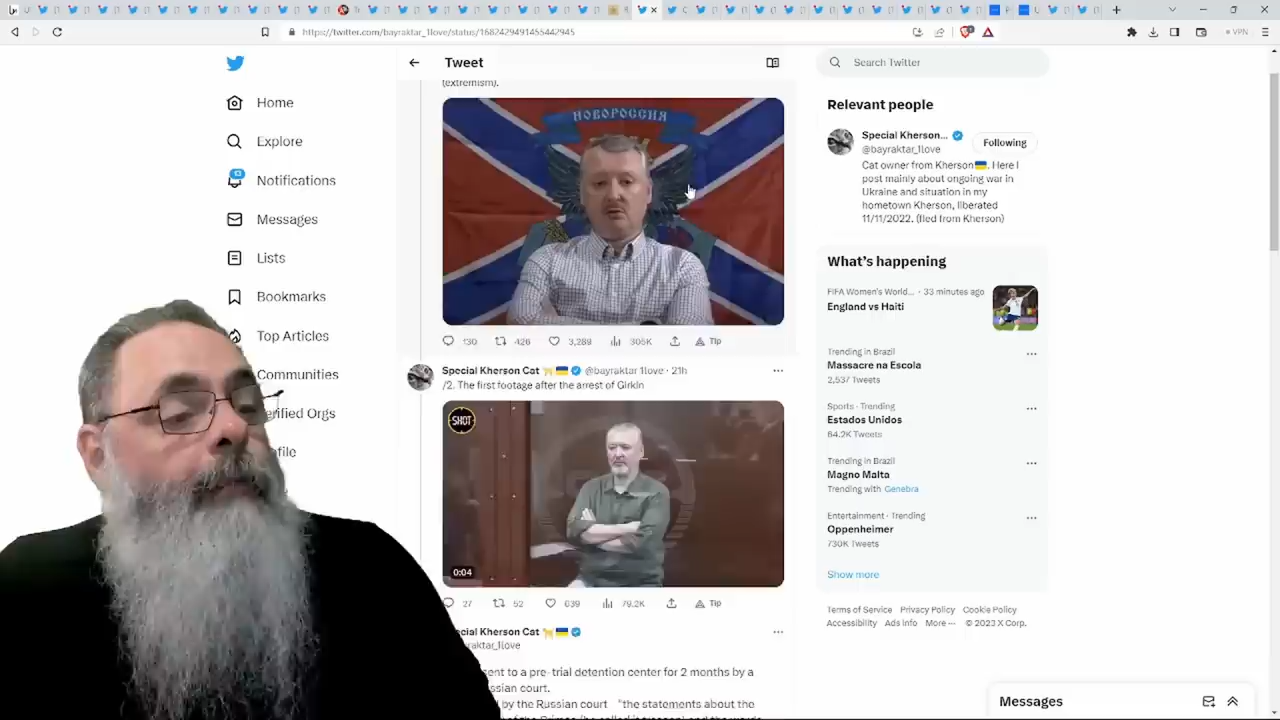 https://twitter.com/bayraktar_1love/status/1682429491455442945
VPN
Tweet
Search Twitter
Home
Explore
Notifications
Messages
Lists
Bookmarks
Top Articles
Communities
erified Orgs
file
(extremism).
НОВОРОССИЯ
130
426
3,289
305K
Tip
Special Kherson Cat @bayraktar_1love · 21h
/2. The first footage after the arrest of Girkin
SHOT
0:04
27
52
639
79.2K
Tip
ecial Kherson Cat
raktar_1love
sent to a pre-trial detention center for 2 months by a
ssian court.
by the Russian court "the statements about the
Relevant people
Special Kherson...
@bayraktar_1love
Following
Cat owner from Kherson🇺🇦. Here I
post mainly about ongoing war in
Ukraine and situation in my
hometown Kherson, liberated
11/11/2022. (fled from Kherson)
What's happening
FIFA Women's World... · 33 minutes ago
England vs Haiti
Trending in Brazil
Massacre na Escola
2,537 Tweets
Sports · Trending
Estados Unidos
84.2K Tweets
Trending in Brazil
Magno Malta
Trending with Genebra
Entertainment · Trending
Oppenheimer
730K Tweets
Show more
Terms of Service Privacy Policy Cookie Policy
Accessibility Ads info More ··· © 2023 X Corp.
Messages